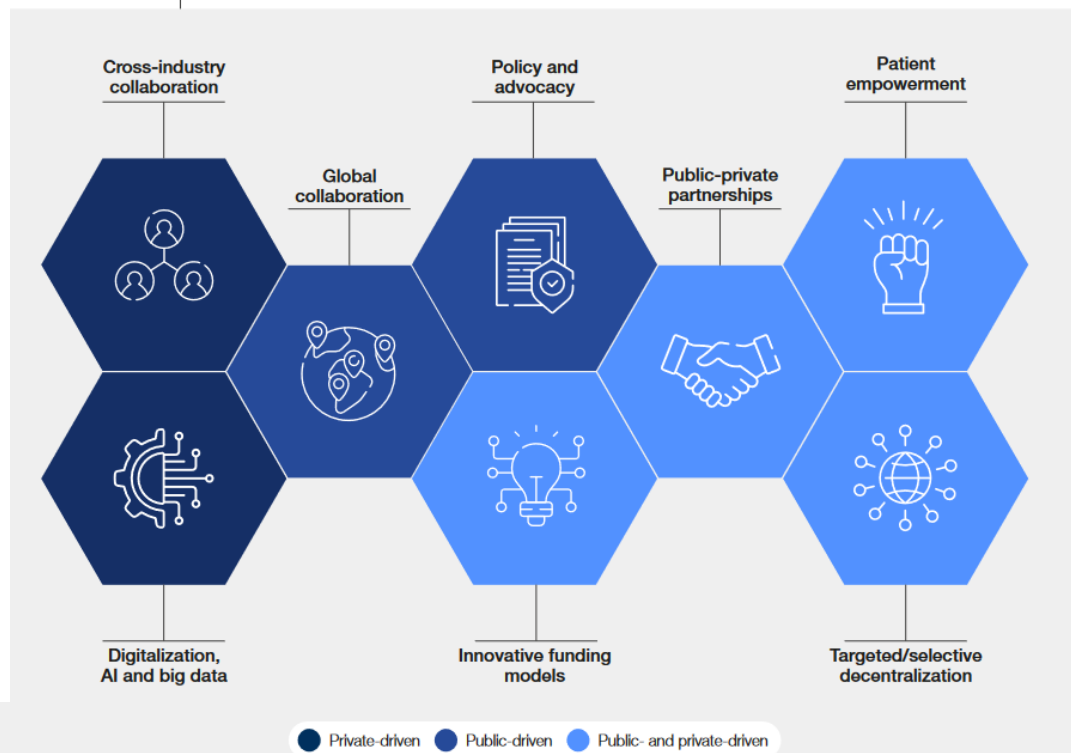 Cross-industry
collaboration
Policy and
advocacy
Patient
empowerment
Global
collaboration
Public-private
partnerships
Digitalization,
AI and big data
Innovative funding
models
Targeted/selective
decentralization
Private-driven
Public-driven
Public- and private-driven